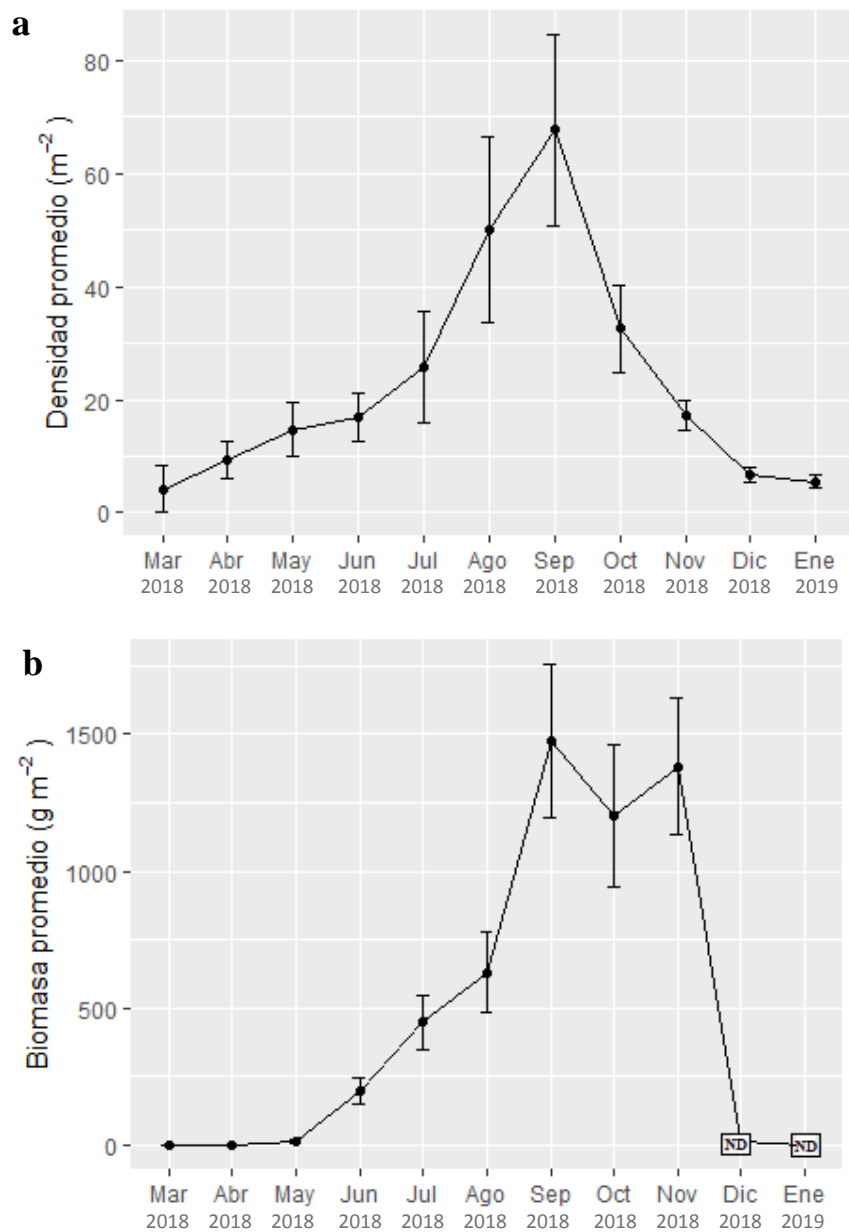 a
Densidad promedio (m⁻² )
80
60
40
20
0
Mar Abr May Jun Jul Ago Sep Oct Nov Dic Ene
2018 2018 2018 2018 2018 2018 2018 2018 2018 2018 2019
b
Biomasa promedio (g m⁻² )
1500
1000
500
0
ND ND
Mar Abr May Jun Jul Ago Sep Oct Nov Dic Ene
2018 2018 2018 2018 2018 2018 2018 2018 2018 2018 2019